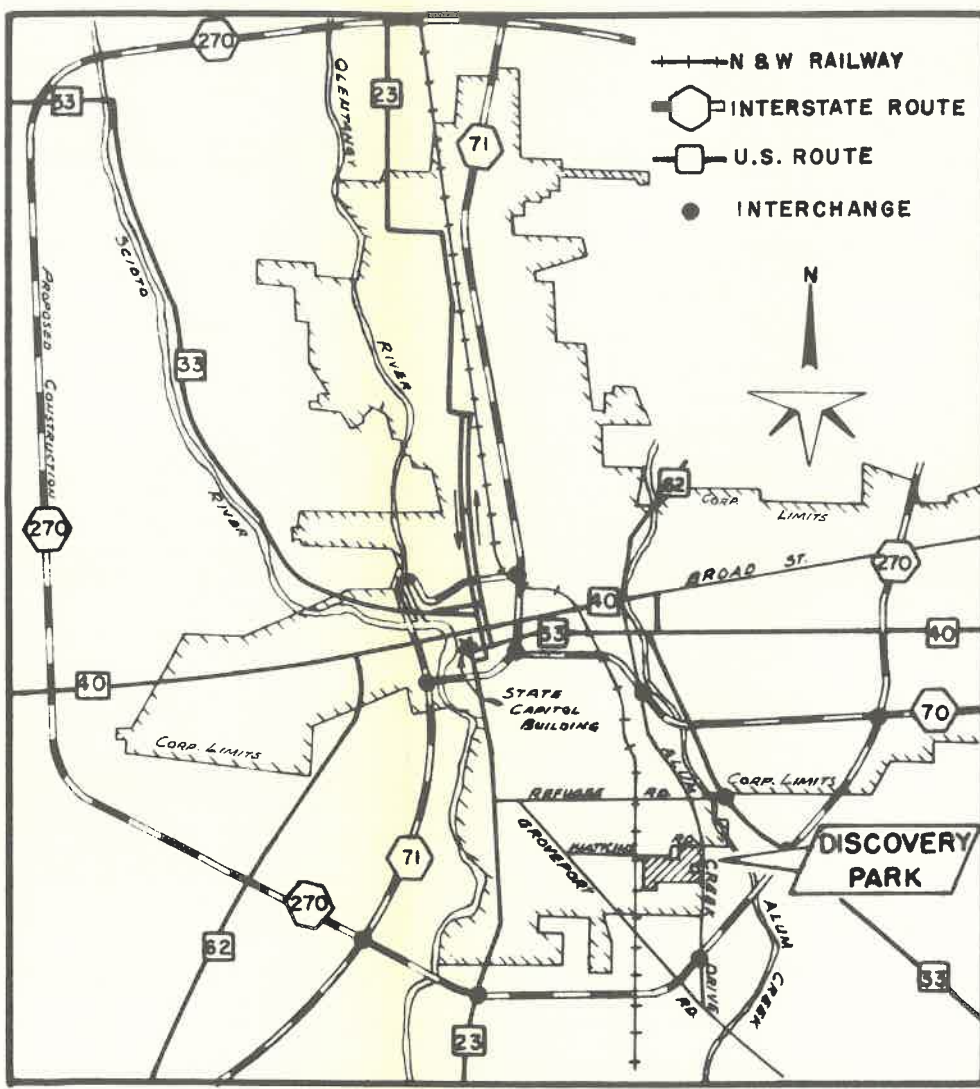 270
33
OLENTANGY
23
71
N & W RAILWAY
INTERSTATE ROUTE
U.S. ROUTE
INTERCHANGE
N
SCIOTO
PROPOSED CONSTRUCTION
33
RIVER
RIVER
62
CORP.
LIMITS
270
270
BROAD ST.
40
33
40
40
STATE
CAPITOL
BUILDING
70
CORP. LIMITS
ALUM
CORP. LIMITS
REFUGEE RD.
GROVEPORT
WATKINS RD.
CREEK
DISCOVERY
PARK
71
270
62
ALUM
CREEK
DRIVE
RD.
33
23